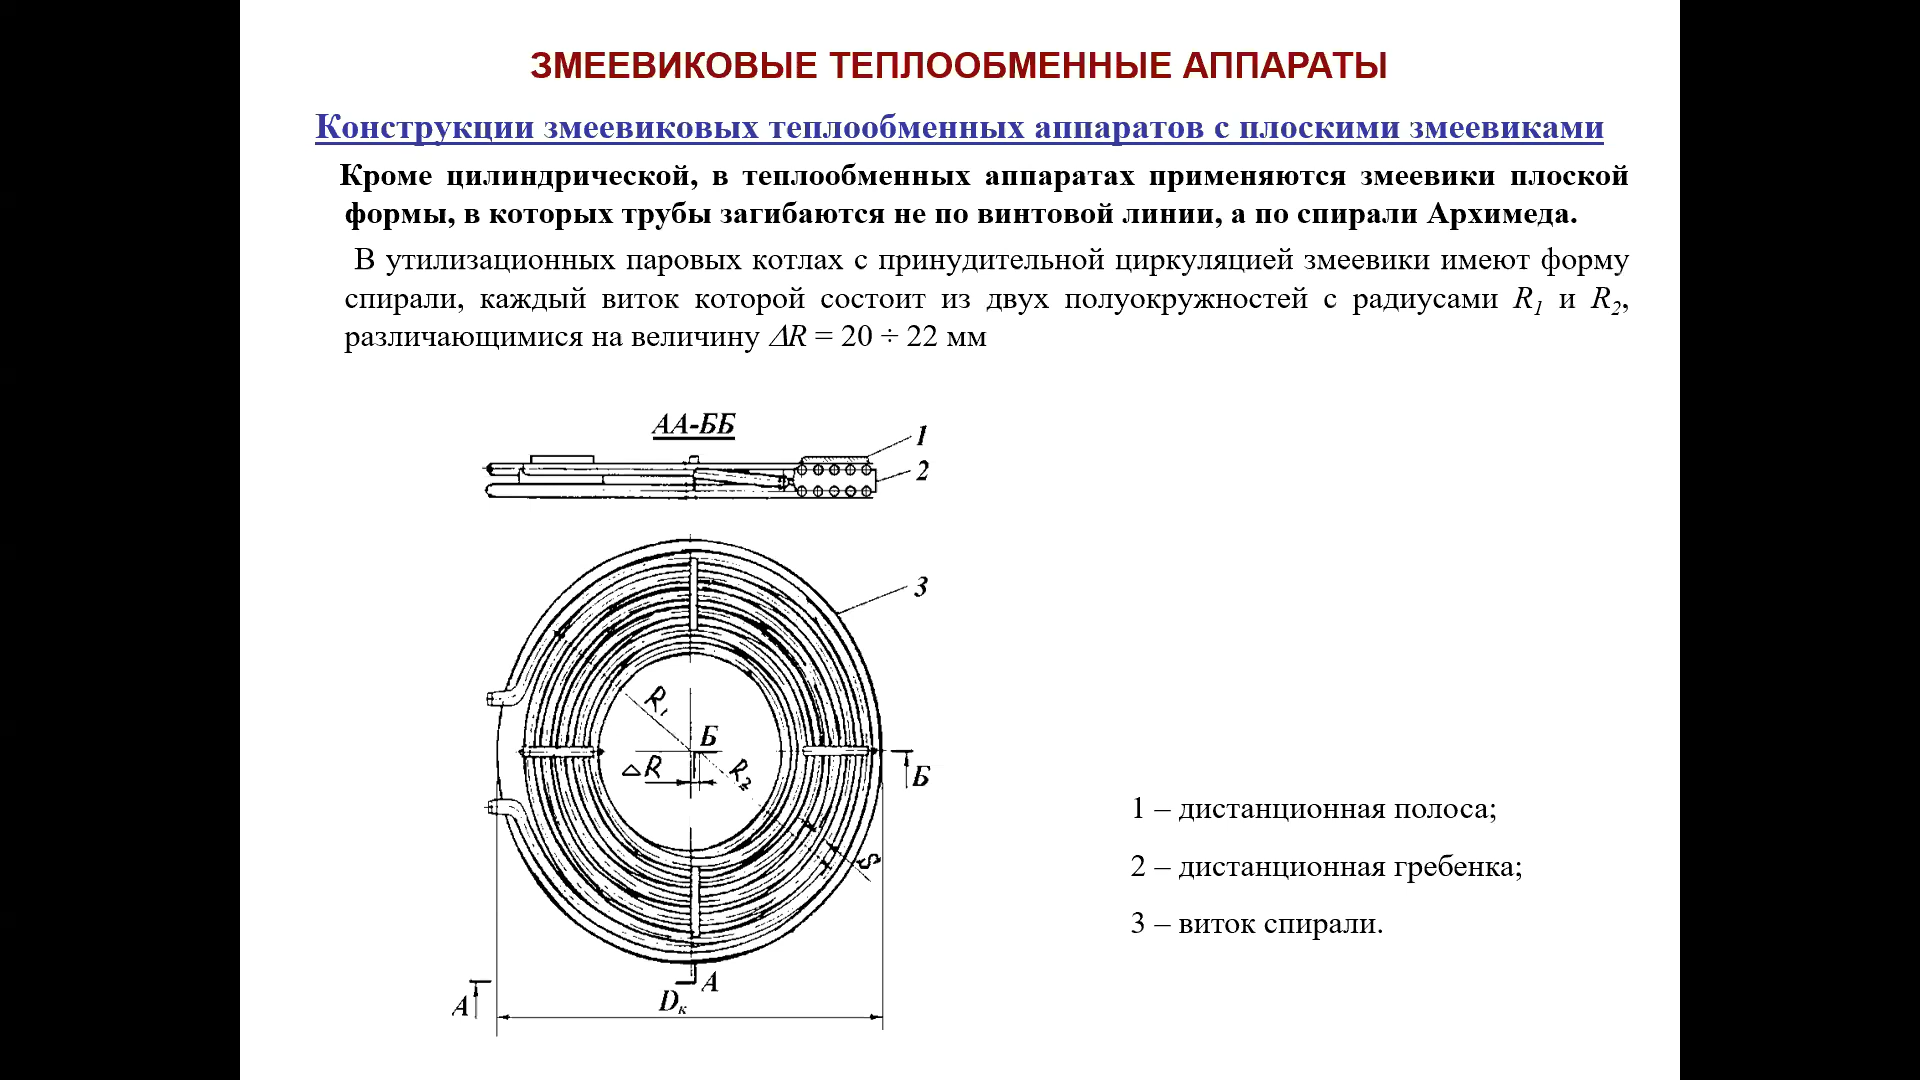 ЗМЕЕВИКОВЫЕ ТЕПЛООБМЕННЫЕ АППАРАТЫ
Конструкции змеевиковых теплообменных аппаратов с плоскими змеевиками
Кроме цилиндрической, в теплообменных аппаратах применяются змеевики плоской
формы, в которых трубы загибаются не по винтовой линии, а по спирали Архимеда.
В утилизационных паровых котлах с принудительной циркуляцией змеевики имеют форму
спирали, каждый виток которой состоит из двух полуокружностей с радиусами R1 и R2,
различающимися на величину ΔR = 20 ÷ 22 мм
АА-ББ
1
2
3
R1
Б
ΔR
R2
Б
S
А
А
Dк
1 – дистанционная полоса;
2 – дистанционная гребенка;
3 – виток спирали.